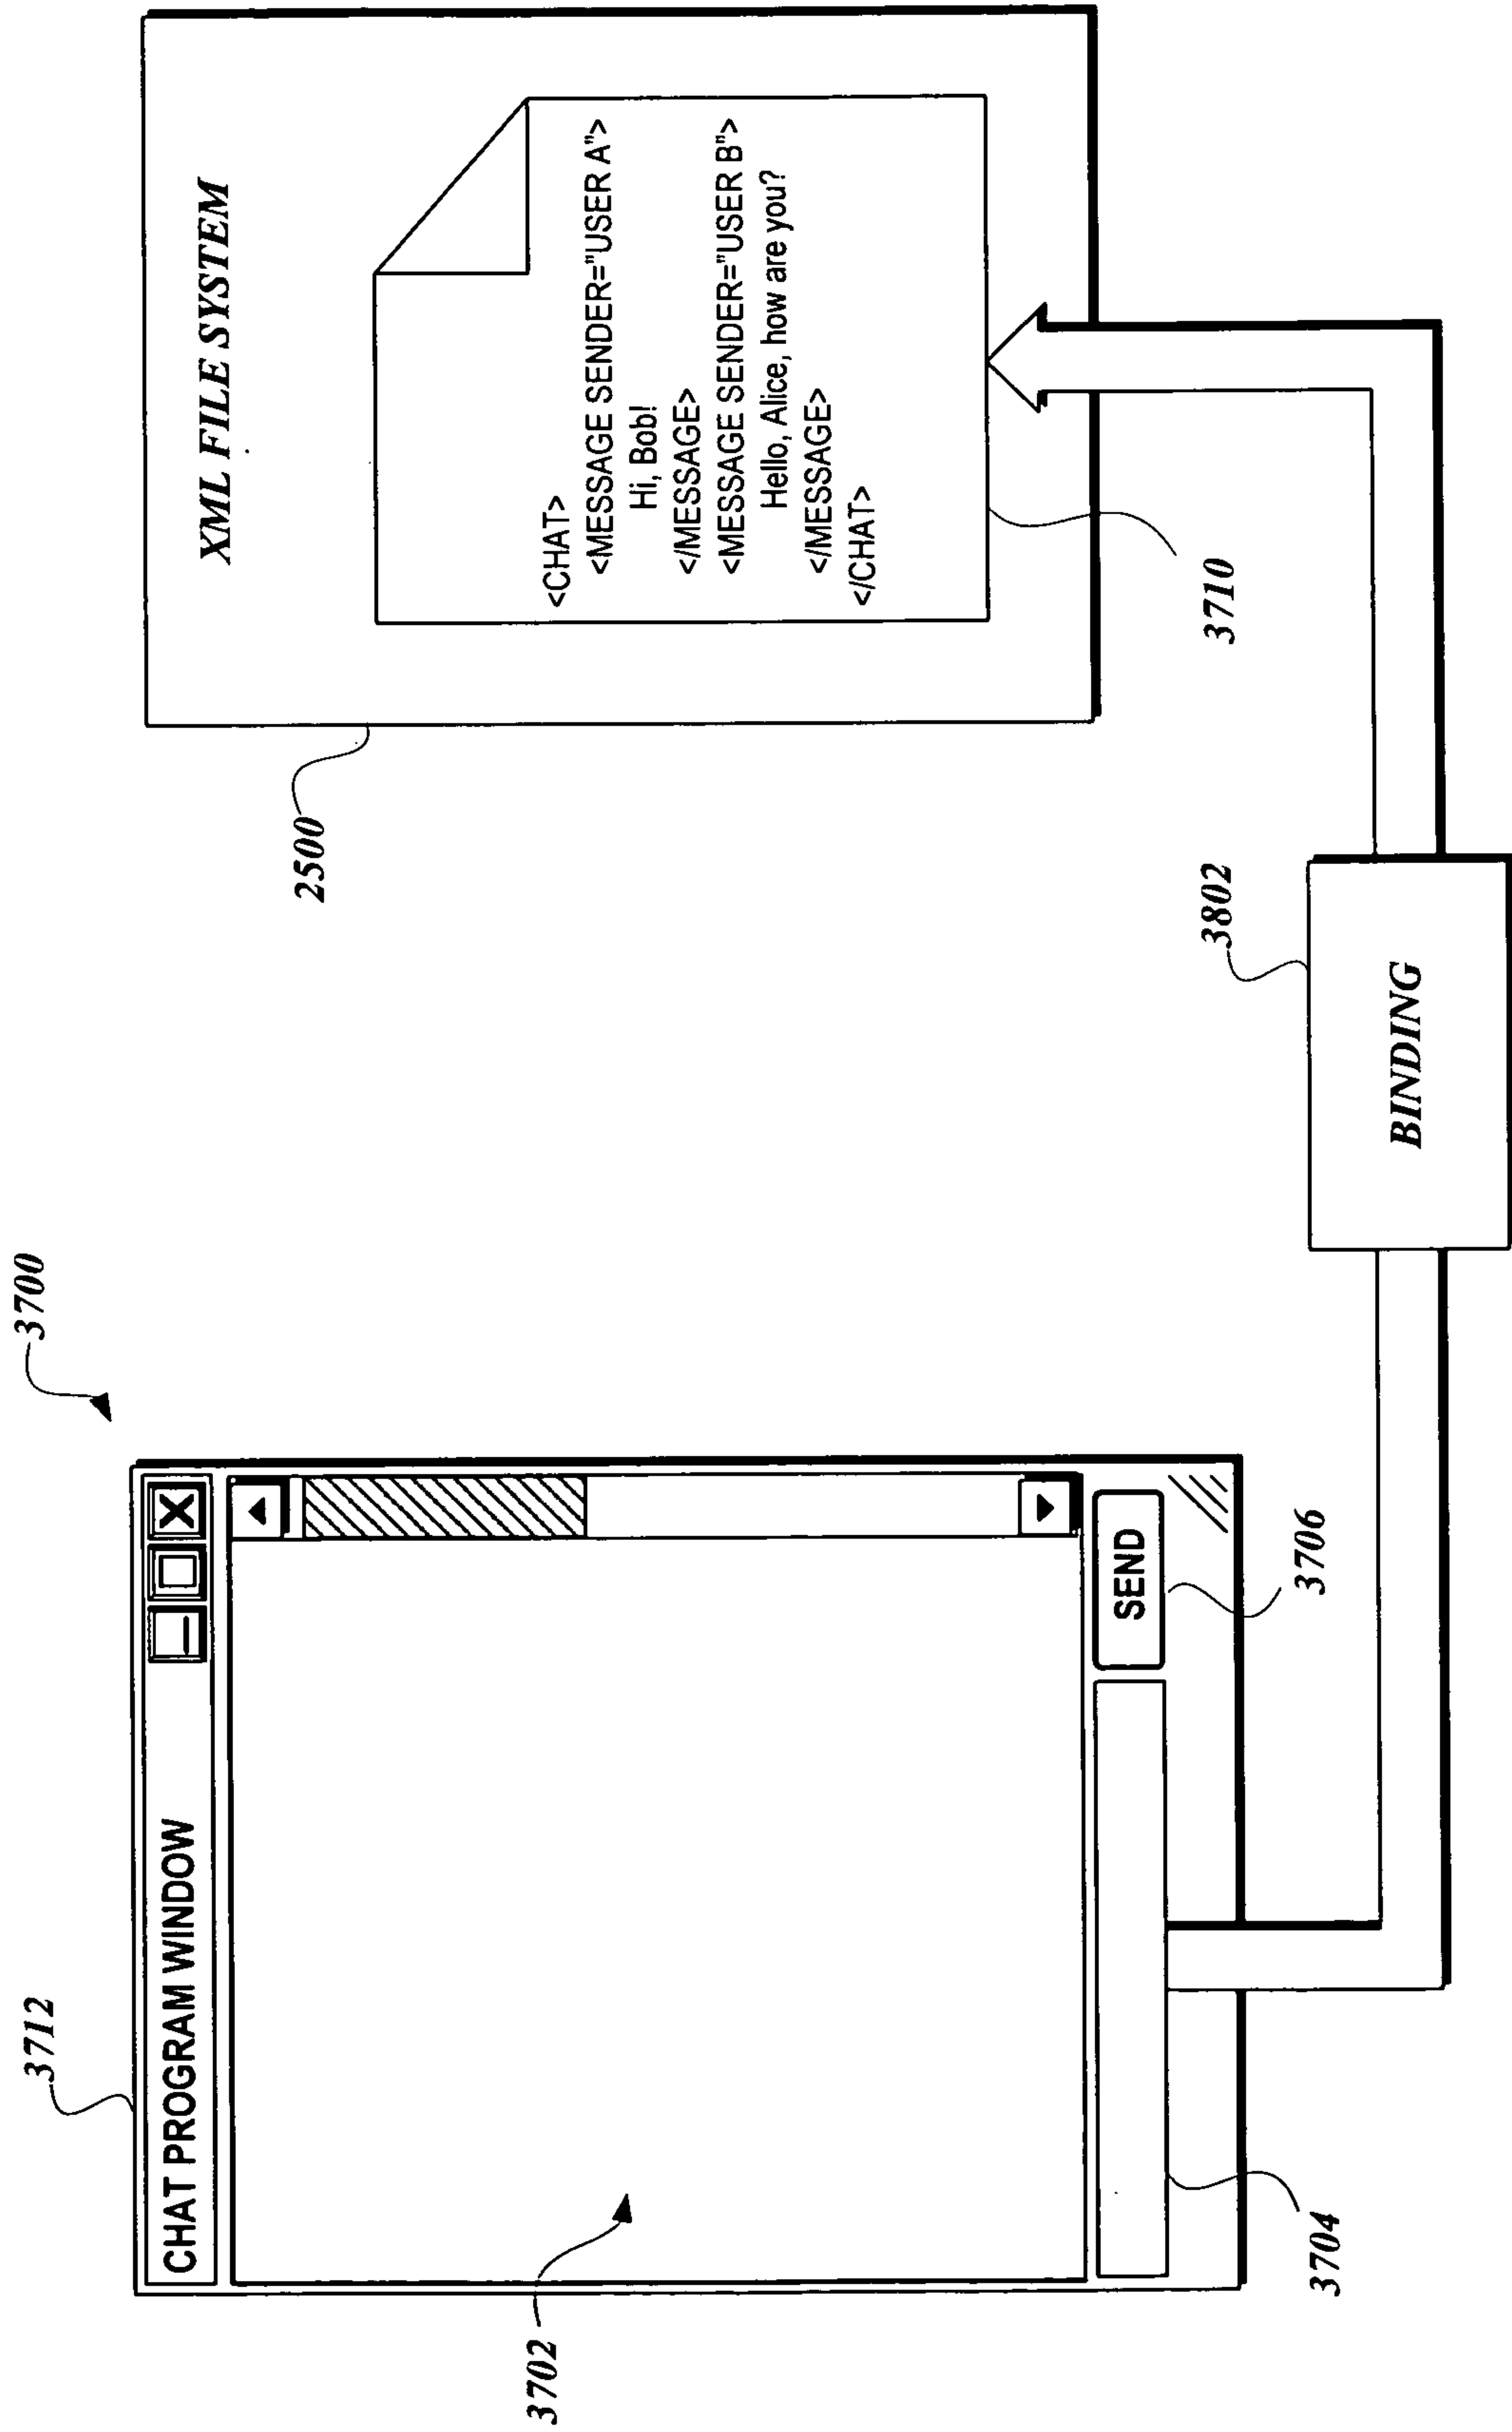 3700
3712
CHAT PROGRAM WINDOW
3702
SEND
3704
3706
XML FILE SYSTEM
2500
<CHAT>
<MESSAGE SENDER="USER A">
Hi, Bob!
</MESSAGE>
<MESSAGE SENDER="USER B">
Hello, Alice, how are you?
</MESSAGE>
</CHAT>
3710
3802
BINDING